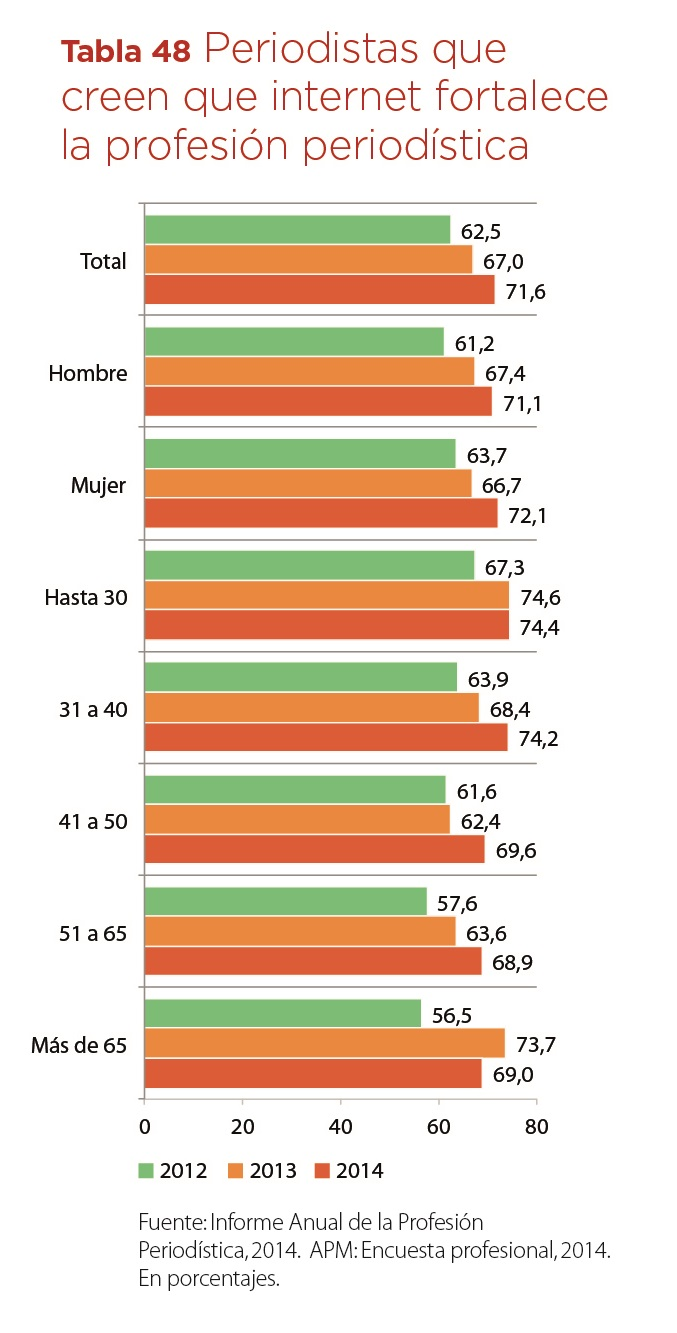 Tabla 48 Periodistas que
creen que internet fortalece
la profesión periodística
62,5
Total
67,0
71,6
61,2
Hombre
67,4
71,1
63,7
Mujer
66,7
72,1
67,3
Hasta 30
74,6
74,4
63,9
31 a 40
68,4
74,2
61,6
41 a 50
62,4
69,6
57,6
51 a 65
63,6
68,9
56,5
Más de 65
73,7
69,0
0 20 40 60 80
2012 2013 2014
Fuente: Informe Anual de la Profesión
Periodística, 2014. APM: Encuesta profesional, 2014.
En porcentajes.